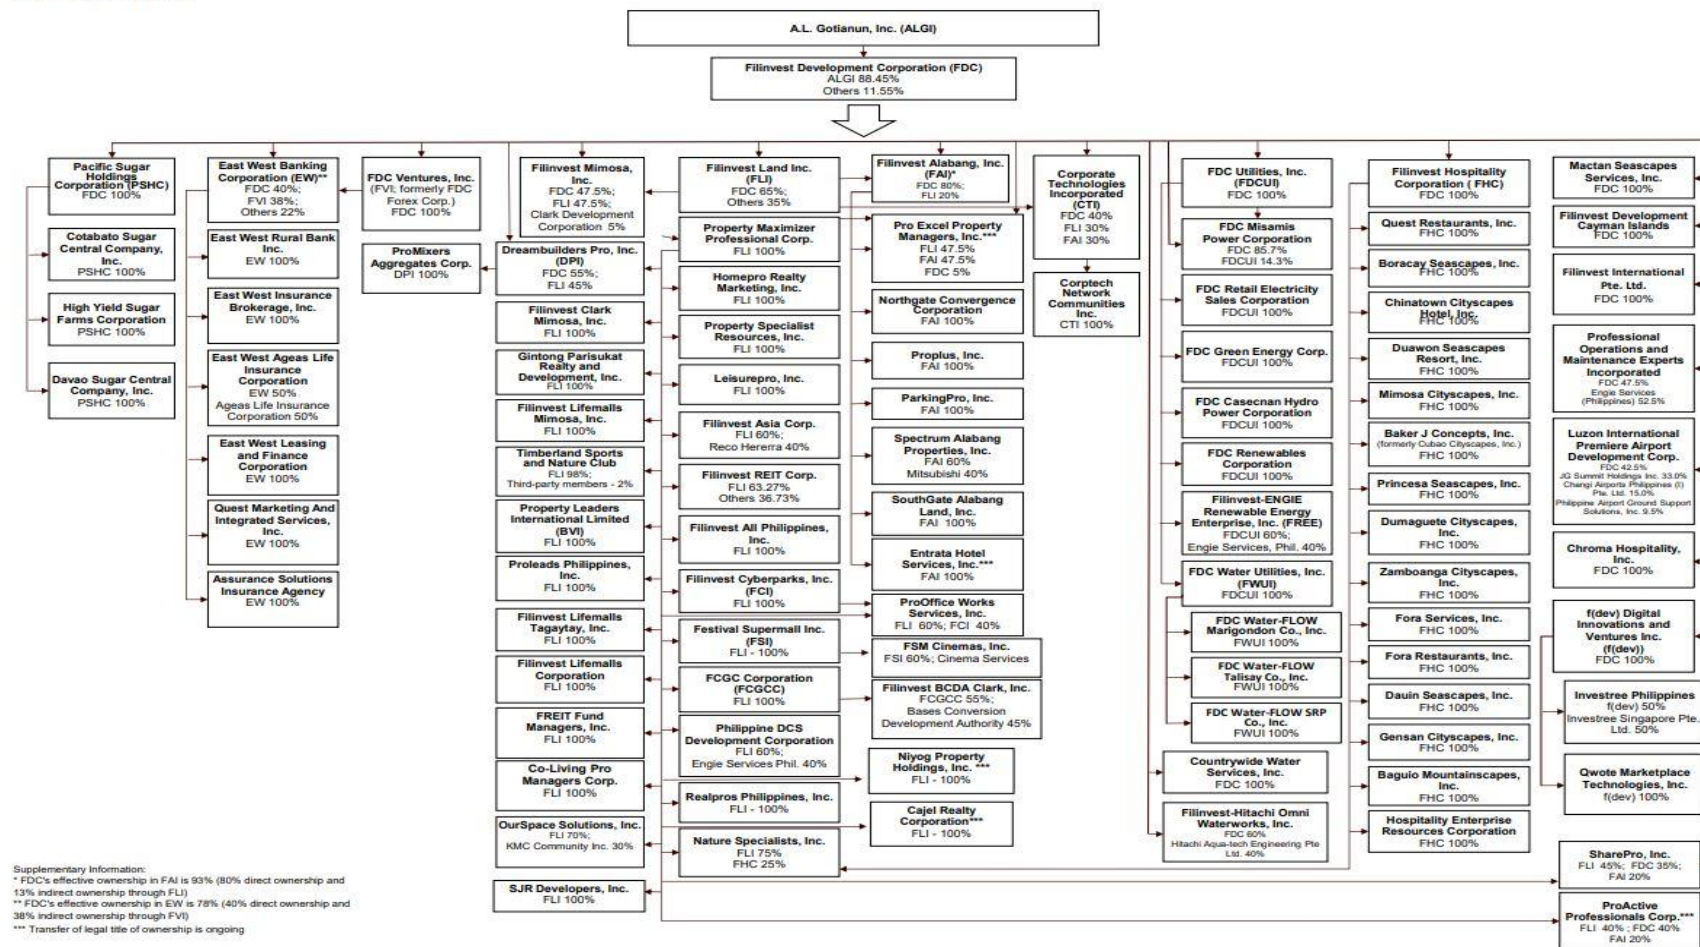 A.L. Gotianun, Inc. (ALGI)
Filinvest Development Corporation (FDC)
ALGI 88.45%
Others 11.55%
Pacific Sugar
Holdings
Corporation (PSHC)
FDC 100%
Cotabato Sugar
Central Company,
Inc.
PSHC 100%
High Yield Sugar
Farms Corporation
PSHC 100%
Davao Sugar Central
Company, Inc.
PSHC 100%
East West Banking
Corporation (EW)**
FDC 40%;
FVI 38%;
Others 22%
East West Rural Bank
Inc.
EW 100%
East West Insurance
Brokerage, Inc.
EW 100%
East West Ageas Life
Insurance
Corporation
EW 50%
Ageas Life Insurance
Corporation 50%
East West Leasing
and Finance
Corporation
EW 100%
Quest Marketing And
Integrated Services,
Inc.
EW 100%
Assurance Solutions
Insurance Agency
EW 100%
FDC Ventures, Inc.
(FVI; formerly FDC
Forex Corp.)
FDC 100%
ProMixers
Aggregates Corp.
DPI 100%
Filinvest Mimosa,
Inc.
FDC 47.5%;
FLI 47.5%;
Clark Development
Corporation 5%
Dreambuilders Pro, Inc.
(DPI)
FDC 55%;
FLI 45%
Filinvest Clark
Mimosa, Inc.
FLI 100%
Gintong Parisukat
Realty and
Development, Inc.
FLI 100%
Filinvest Lifemalls
Mimosa, Inc.
FLI 100%
Timberland Sports
and Nature Club
FLI 98%;
Third-party members - 2%
Property Leaders
International Limited
(BVI)
FLI 100%
Proleads Philippines,
Inc.
FLI 100%
Filinvest Lifemalls
Tagaytay, Inc.
FLI 100%
Filinvest Lifemalls
Corporation
FLI 100%
FREIT Fund
Managers, Inc.
FLI 100%
Co-Living Pro
Managers Corp.
FLI 100%
OurSpace Solutions, Inc.
FLI 70%;
KMC Community Inc. 30%
SJR Developers, Inc.
FLI 100%
Filinvest Land Inc.
(FLI)
FDC 65%;
Others 35%
Property Maximizer
Professional Corp.
FLI 100%
Homepro Realty
Marketing, Inc.
FLI 100%
Property Specialist
Resources, Inc.
FLI 100%
Leisurepro, Inc.
FLI 100%
Filinvest Asia Corp.
FLI 60%;
Reco Hererra 40%
Filinvest REIT Corp.
FLI 63.27%
Others 36.73%
Filinvest All Philippines,
Inc.
FLI 100%
Filinvest Cyberparks, Inc.
(FCI)
FLI 100%
Festival Supermall Inc.
(FSI)
FLI - 100%
FCGC Corporation
(FCGCC)
FLI 100%
Philippine DCS
Development Corporation
FLI 60%;
Engie Services Phil. 40%
Realpros Philippines, Inc.
FLI - 100%
Nature Specialists, Inc.
FLI 75%
FHC 25%
Filinvest Alabang, Inc.
(FAI)*
FDC 80%;
FLI 20%
Pro Excel Property
Managers, Inc.***
FLI 47.5%
FAI 47.5%
FDC 5%
Northgate Convergence
Corporation
FAI 100%
Proplus, Inc.
FAI 100%
ParkingPro, Inc.
FAI 100%
Spectrum Alabang
Properties, Inc.
FAI 60%
Mitsubishi 40%
SouthGate Alabang
Land, Inc.
FAI 100%
Entrata Hotel
Services, Inc.***
FAI 100%
ProOffice Works
Services, Inc.
FLI 60%; FCI 40%
FSM Cinemas, Inc.
FSI 60%; Cinema Services
Filinvest BCDA Clark, Inc.
FCGCC 55%;
Bases Conversion
Development Authority 45%
Niyog Property
Holdings, Inc. ***
FLI - 100%
Cajel Realty
Corporation***
FLI - 100%
Corporate
Technologies
Incorporated
(CTI)
FDC 40%
FLI 30%
FAI 30%
Corptech
Network
Communities
Inc.
CTI 100%
FDC Utilities, Inc.
(FDCUI)
FDC 100%
FDC Misamis
Power Corporation
FDC 85.7%
FDCUI 14.3%
FDC Retail Electricity
Sales Corporation
FDCUI 100%
FDC Green Energy Corp.
FDCUI 100%
FDC Casecnan Hydro
Power Corporation
FDCUI 100%
FDC Renewables
Corporation
FDCUI 100%
Filinvest-ENGIE
Renewable Energy
Enterprise, Inc. (FREE)
FDCUI 60%;
Engie Services, Phil. 40%
FDC Water Utilities, Inc.
(FWUI)
FDCUI 100%
FDC Water-FLOW
Marigondon Co., Inc.
FWUI 100%
FDC Water-FLOW
Talisay Co., Inc.
FWUI 100%
FDC Water-FLOW SRP
Co., Inc.
FWUI 100%
Countrywide Water
Services, Inc.
FDC 100%
Filinvest-Hitachi Omni
Waterworks, Inc.
FDC 60%
Hitachi Aqua-tech Engineering Pte
Ltd. 40%
Filinvest Hospitality
Corporation ( FHC)
FDC 100%
Quest Restaurants, Inc.
FHC 100%
Boracay Seascapes, Inc.
FHC 100%
Chinatown Cityscapes
Hotel, Inc.
FHC 100%
Duawon Seascapes
Resort, Inc.
FHC 100%
Mimosa Cityscapes, Inc.
FHC 100%
Baker J Concepts, Inc.
(formerly Cubao Cityscapes, Inc.)
FHC 100%
Princesa Seascapes, Inc.
FHC 100%
Dumaguete Cityscapes,
Inc.
FHC 100%
Zamboanga Cityscapes,
Inc.
FHC 100%
Fora Services, Inc.
FHC 100%
Fora Restaurants, Inc.
FHC 100%
Dauin Seascapes, Inc.
FHC 100%
Gensan Cityscapes, Inc.
FHC 100%
Baguio Mountainscapes,
Inc.
FHC 100%
Hospitality Enterprise
Resources Corporation
FHC 100%
Mactan Seascapes
Services, Inc.
FDC 100%
Filinvest Development
Cayman Islands
FDC 100%
Filinvest International
Pte. Ltd.
FDC 100%
Professional
Operations and
Maintenance Experts
Incorporated
FDC 47.5%
Engie Services
(Philippines) 52.5%
Luzon International
Premiere Airport
Development Corp.
FDC 42.5%
JG Summit Holdings Inc. 33.0%
Changi Airports Philippines (I)
Pte. Ltd. 15.0%
Philippine Airport Ground Support
Solutions, Inc. 9.5%
Chroma Hospitality,
Inc.
FDC 100%
f(dev) Digital
Innovations and
Ventures Inc.
(f(dev))
FDC 100%
Investree Philippines
f(dev) 50%
Investree Singapore Pte.
Ltd. 50%
Qwote Marketplace
Technologies, Inc.
f(dev) 100%
SharePro, Inc.
FLI 45%; FDC 35%;
FAI 20%
ProActive
Professionals Corp.***
FLI 40% ; FDC 40%
FAI 20%
Supplementary Information:
* FDC's effective ownership in FAI is 93% (80% direct ownership and
13% indirect ownership through FLI)
** FDC's effective ownership in EW is 78% (40% direct ownership and
38% indirect ownership through FVI)
*** Transfer of legal title of ownership is ongoing